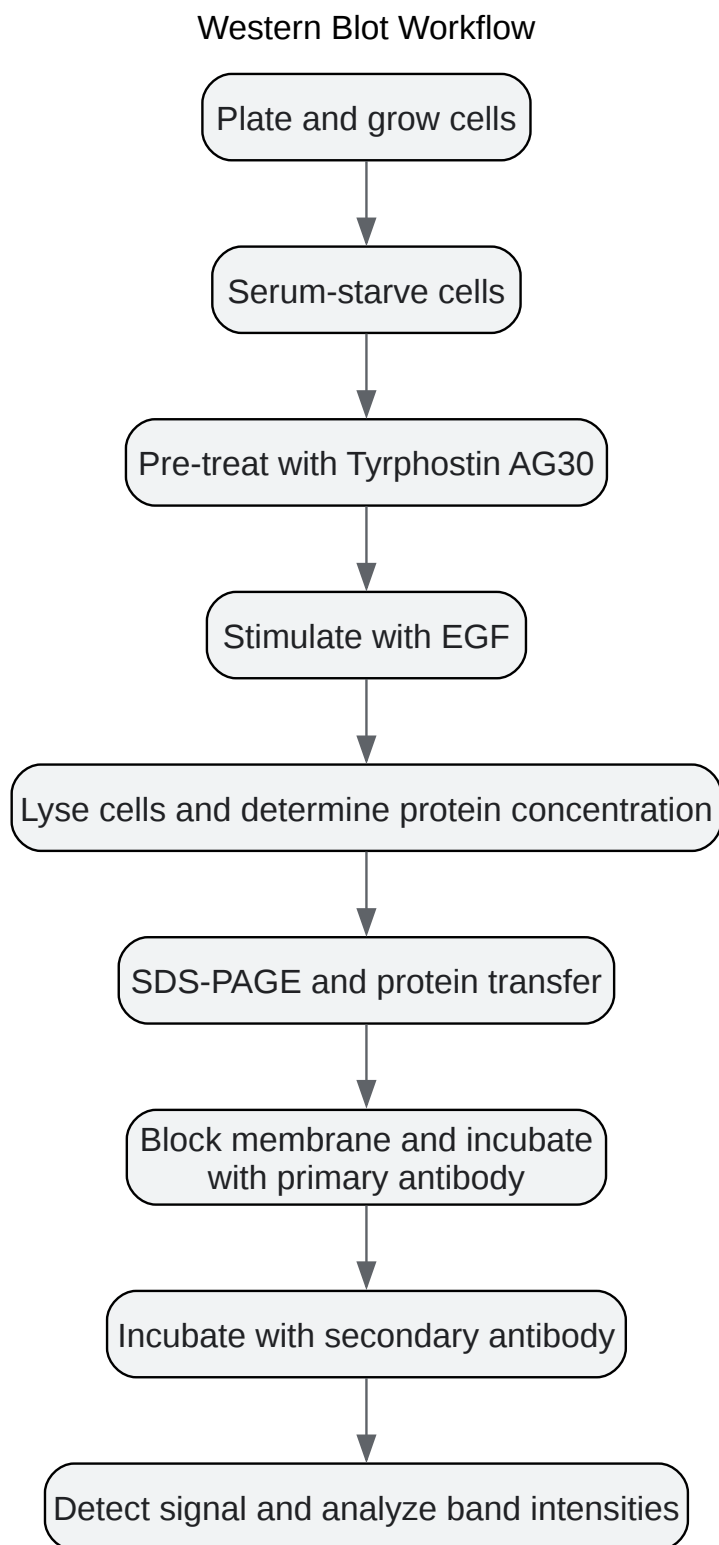 Western Blot Workflow
Plate and grow cells
Serum-starve cells
Pre-treat with Tyrphostin AG30
Stimulate with EGF
Lyse cells and determine protein concentration
SDS-PAGE and protein transfer
Block membrane and incubate
with primary antibody
Incubate with secondary antibody
Detect signal and analyze band intensities